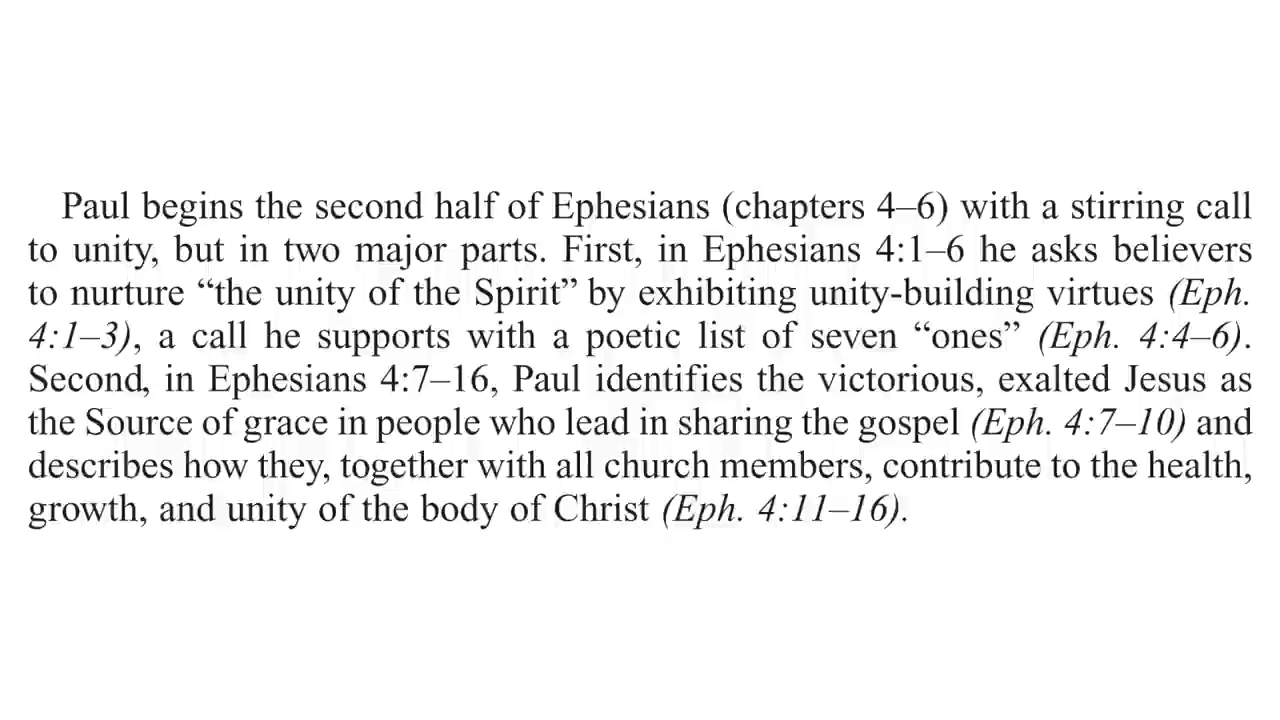 Paul begins the second half of Ephesians (chapters 4–6) with a stirring call
to unity, but in two major parts. First, in Ephesians 4:1–6 he asks believers
to nurture “the unity of the Spirit” by exhibiting unity-building virtues (Eph.
4:1–3), a call he supports with a poetic list of seven “ones” (Eph. 4:4–6).
Second, in Ephesians 4:7–16, Paul identifies the victorious, exalted Jesus as
the Source of grace in people who lead in sharing the gospel (Eph. 4:7–10) and
describes how they, together with all church members, contribute to the health,
growth, and unity of the body of Christ (Eph. 4:11–16).